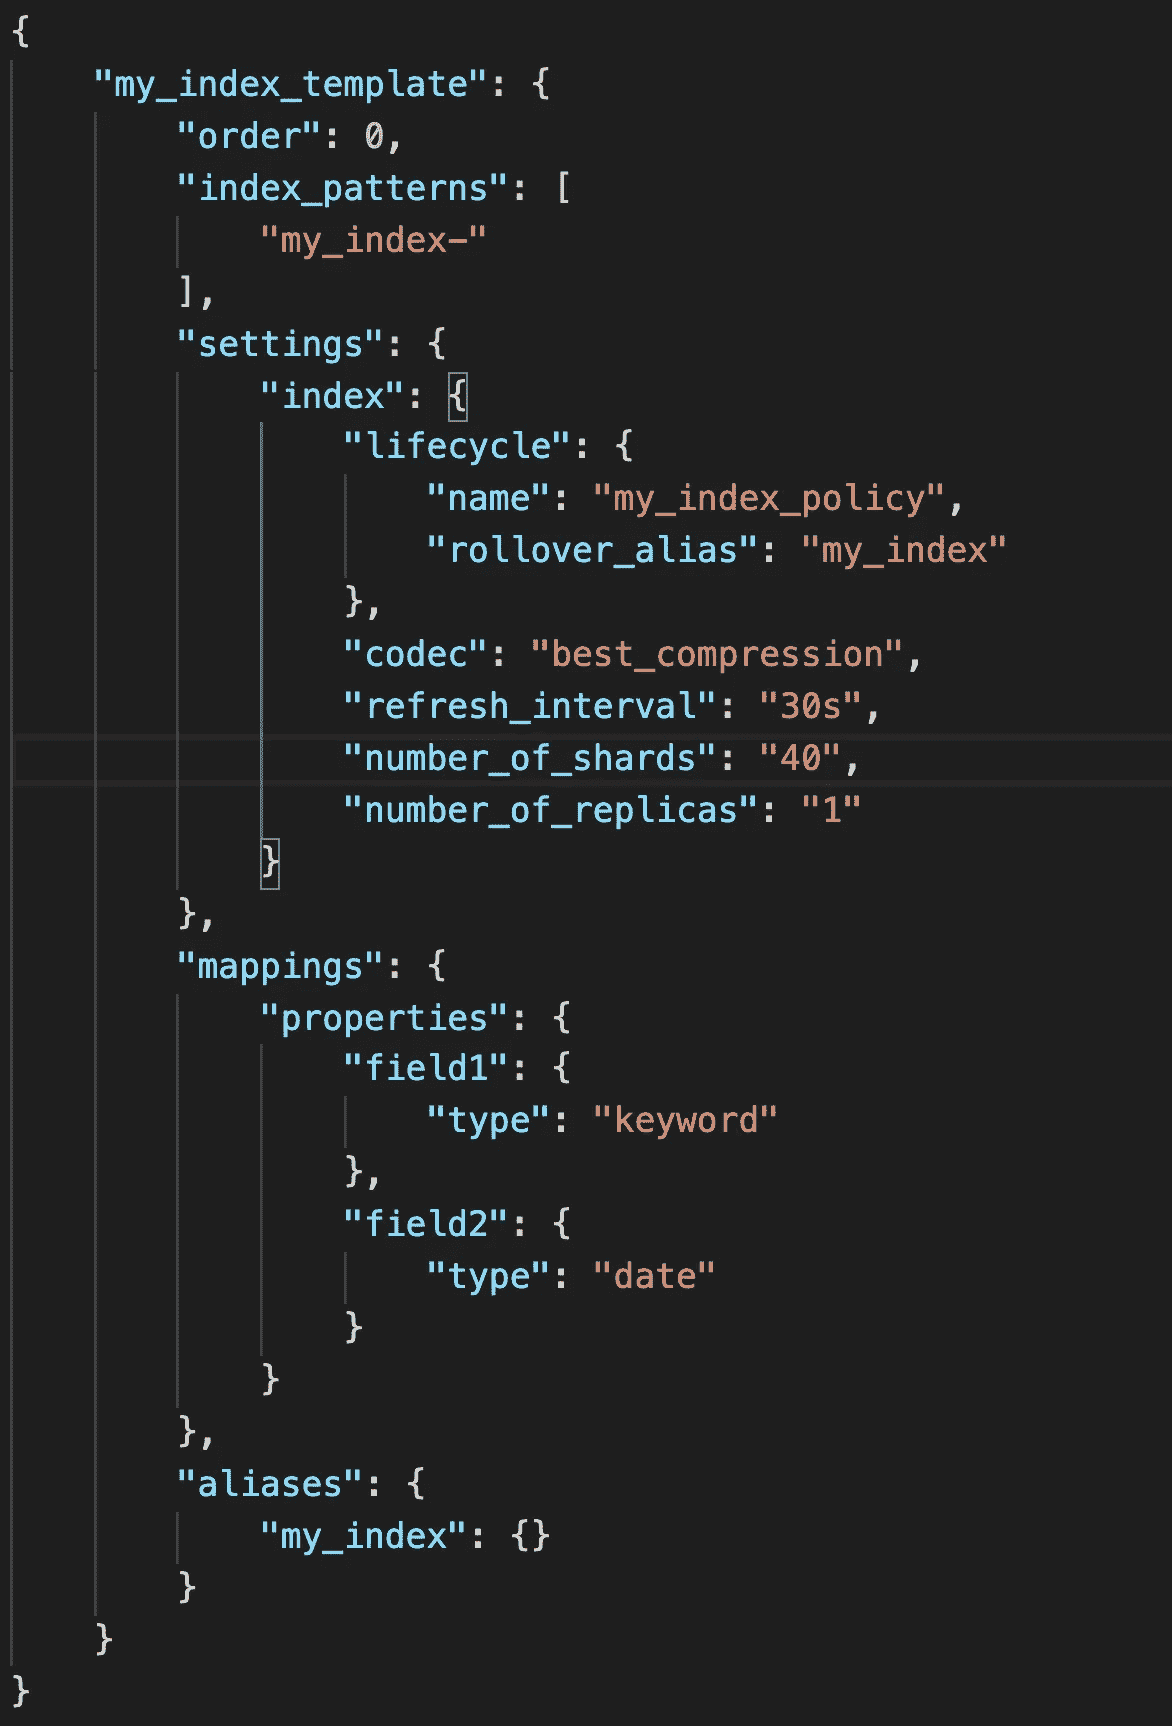 {
    "my_index_template": {
        "order": 0,
        "index_patterns": [
            "my_index-"
        ],
        "settings": {
            "index": {
                "lifecycle": {
                    "name": "my_index_policy",
                    "rollover_alias": "my_index"
                },
                "codec": "best_compression",
                "refresh_interval": "30s",
                "number_of_shards": "40",
                "number_of_replicas": "1"
            }
        },
        "mappings": {
            "properties": {
                "field1": {
                    "type": "keyword"
                },
                "field2": {
                    "type": "date"
                }
            }
        },
        "aliases": {
            "my_index": {}
        }
    }
}